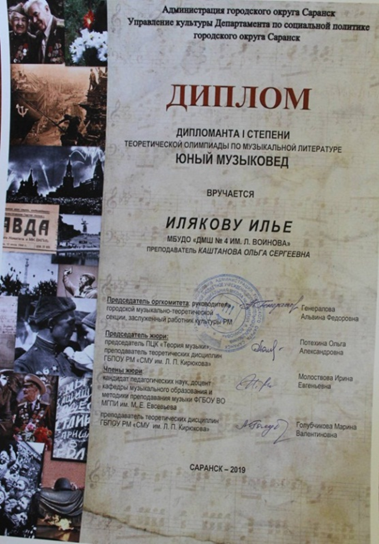 Администрация городского округа Саранск
Управление культуры Департамента по социальной политике
городского округа Саранск
ДИПЛОМ
ДИПЛОМАНТА I СТЕПЕНИ
ТЕОРЕТИЧЕСКОЙ ОЛИМПИАДЫ ПО МУЗЫКАЛЬНОЙ ЛИТЕРАТУРЕ
ЮНЫЙ МУЗЫКОВЕД
ВРУЧАЕТСЯ
ИЛЯКОВУ ИЛЬЕ
МБУДО «ДМШ № 4 ИМ. Л. ВОИНОВА»
ПРЕПОДАВАТЕЛЬ КАШТАНОВА ОЛЬГА СЕРГЕЕВНА
Председатель оргкомитета, руководитель
городской музыкально-теоретической
секции, заслуженный работник культуры РМ
Генералова
Альвина Федоровна
Председатель жюри:
председатель ПЦК «Теория музыки»,
преподаватель теоретических дисциплин
ГБПОУ РМ «СМУ им. Л. П. Кирюкова»
Потехина Ольга
Александровна
Члены жюри:
кандидат педагогических наук, доцент
кафедры музыкального образования и
методики преподавания музыки ФГБОУ ВО
МГПИ им. М. Е. Евсевьева
Молоствова Ирина
Евгеньевна
преподаватель теоретических дисциплин
ГБПОУ РМ «СМУ им. Л. П. Кирюкова»
Голубчикова Марина
Валентиновна
САРАНСК – 2019
АВДА